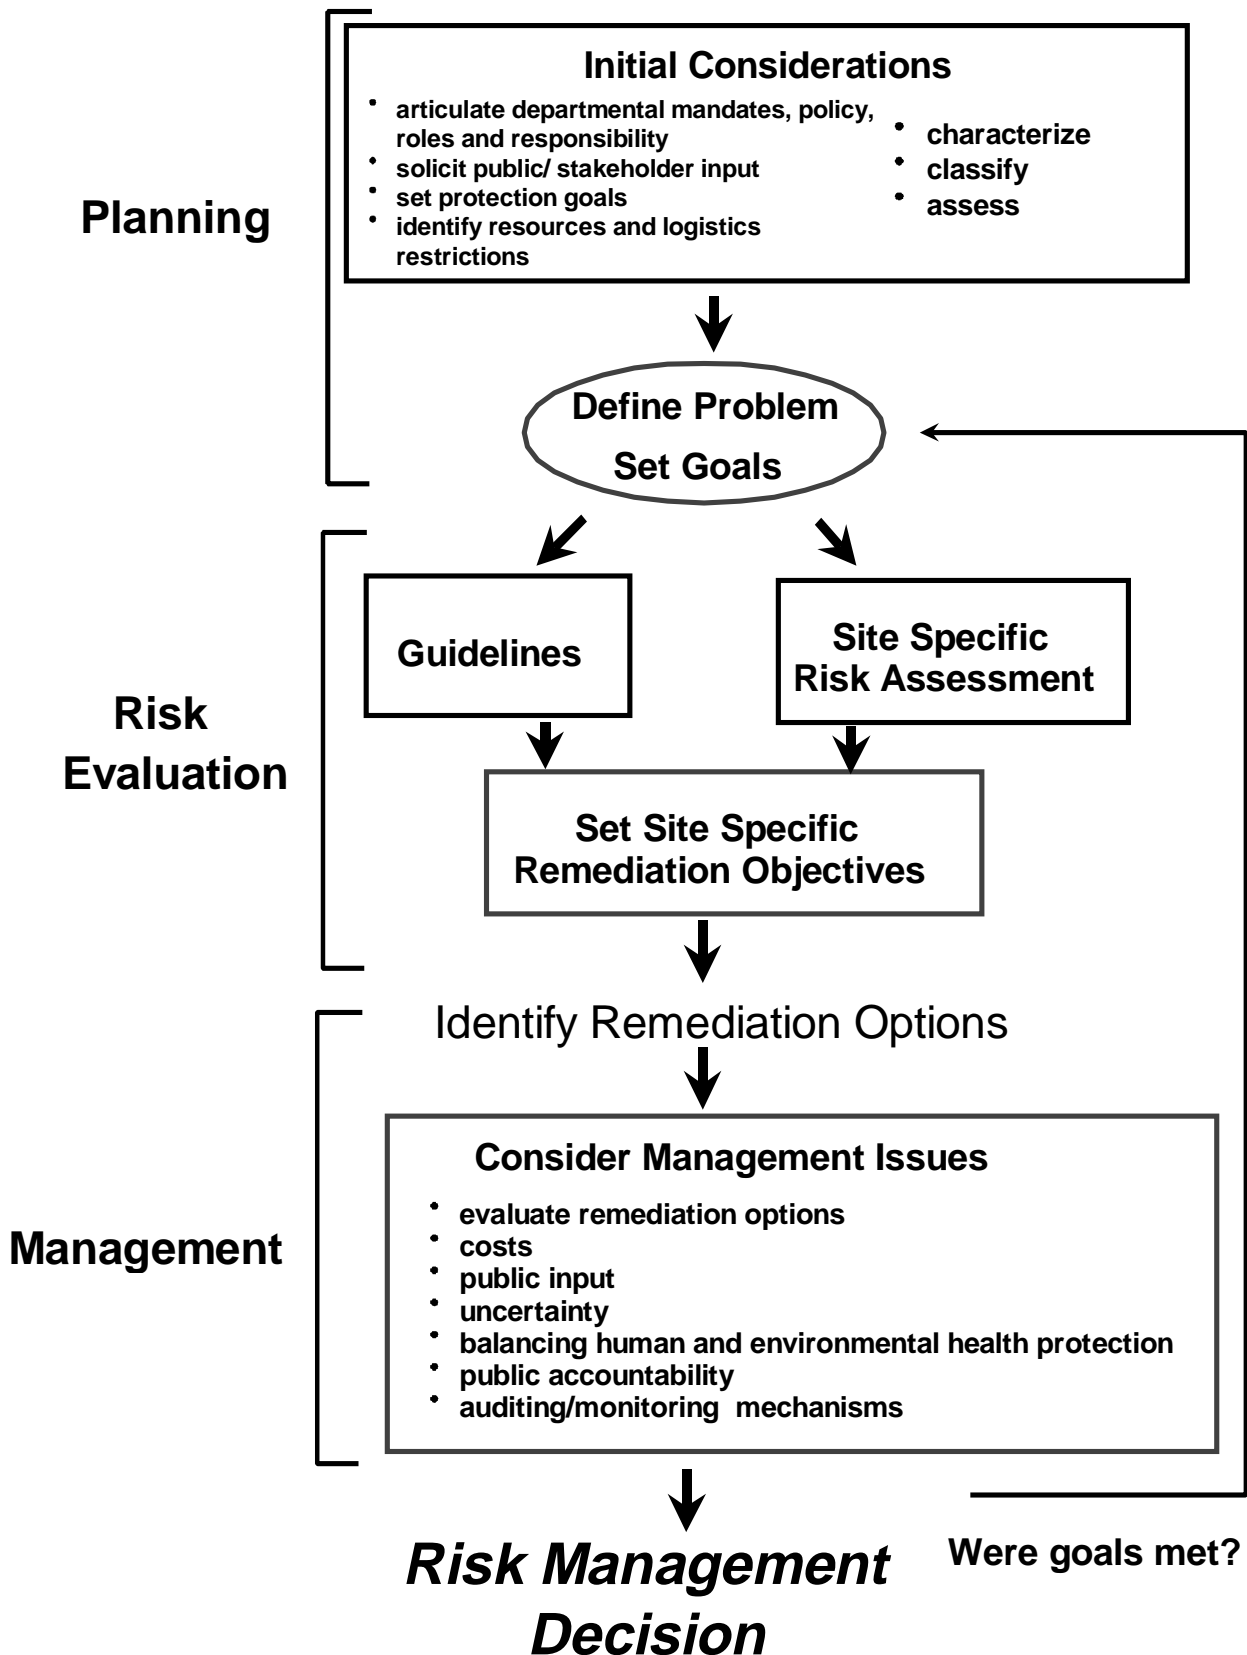 Initial Considerations
• articulate departmental mandates, policy,
roles and responsibility
• solicit public/ stakeholder input
• set protection goals
• identify resources and logistics
restrictions
• characterize
• classify
• assess
Planning
Define Problem
Set Goals
Guidelines
Site Specific
Risk Assessment
Risk
Evaluation
Set Site Specific
Remediation Objectives
Identify Remediation Options
Consider Management Issues
• evaluate remediation options
• costs
• public input
• uncertainty
• balancing human and environmental health protection
• public accountability
• auditing/monitoring mechanisms
Management
Risk Management
Decision
Were goals met?